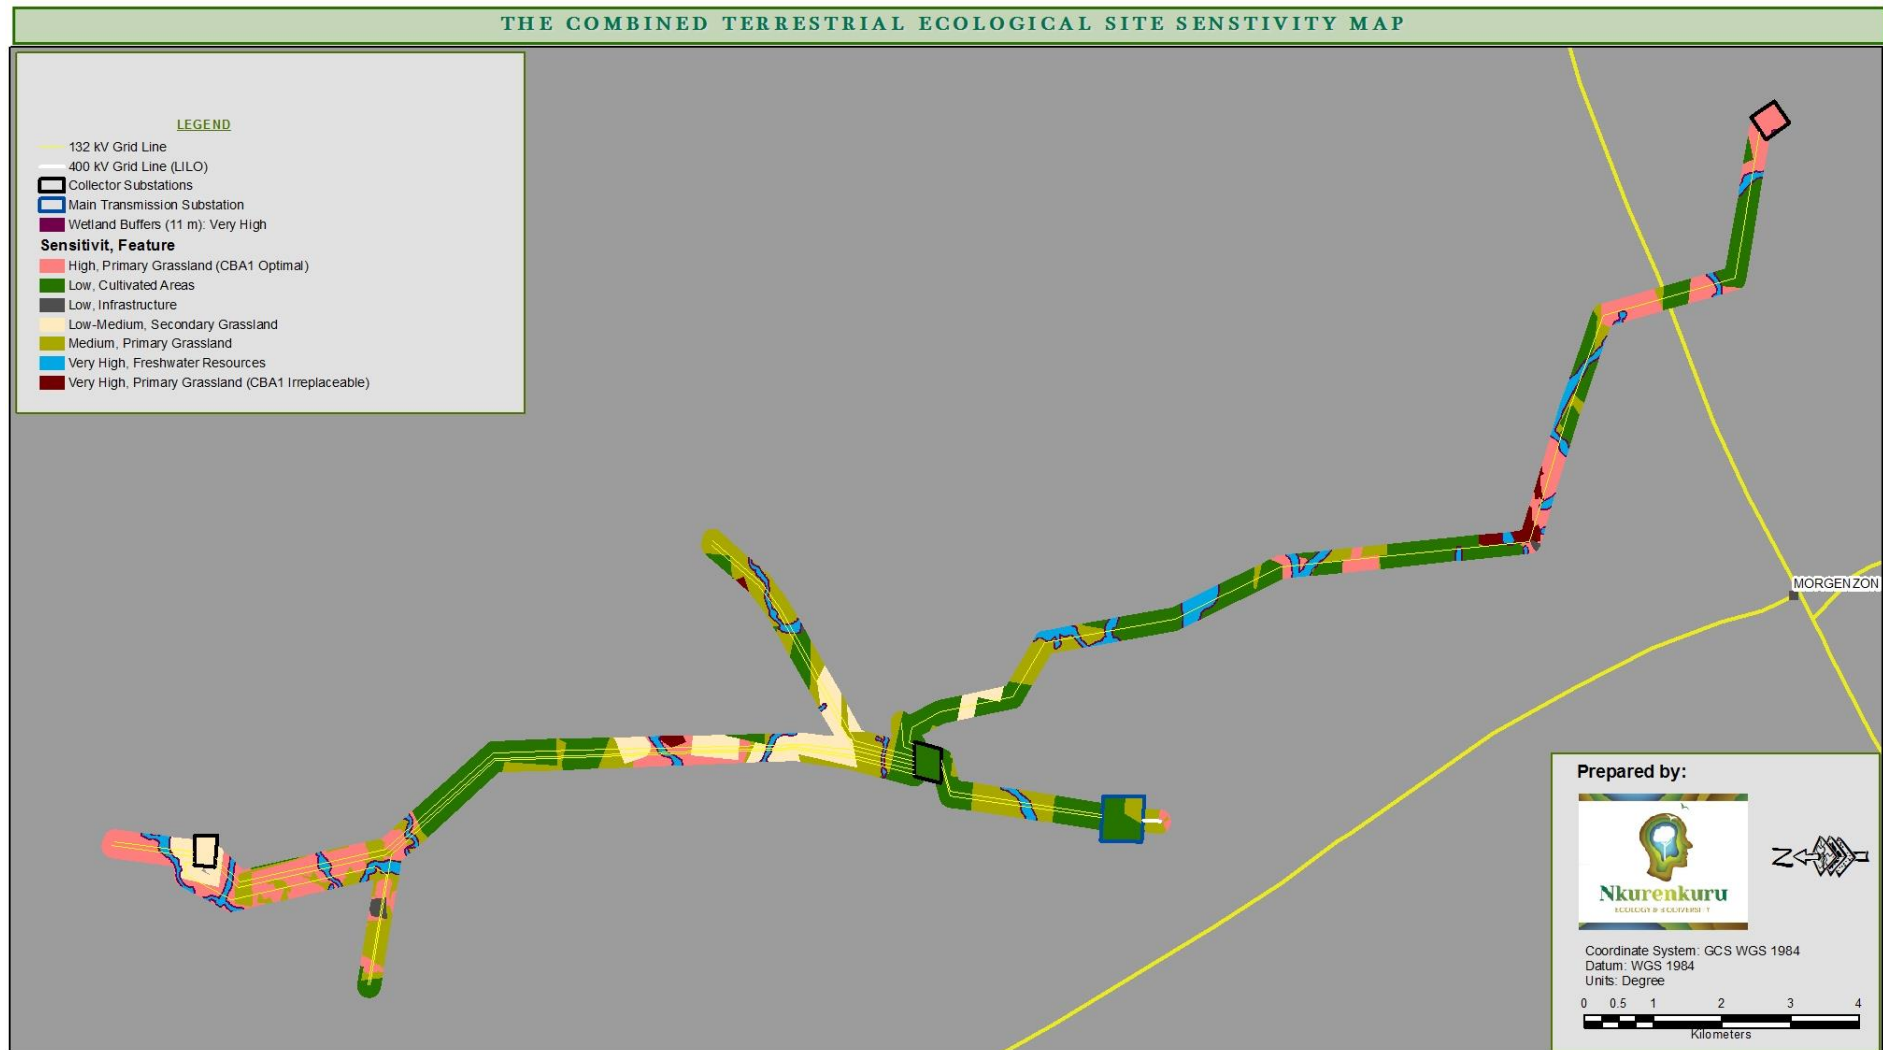 THE COMBINED TERRESTRIAL ECOLOGICAL SITE SENSTIVITY MAP
LEGEND
132 kV Grid Line
400 kV Grid Line (LILO)
Collector Substations
Main Transmission Substation
Wetland Buffers (11 m): Very High
Sensitivit, Feature
High, Primary Grassland (CBA1 Optimal)
Low, Cultivated Areas
Low, Infrastructure
Low-Medium, Secondary Grassland
Medium, Primary Grassland
Very High, Freshwater Resources
Very High, Primary Grassland (CBA1 Irreplaceable)
MORGENZON
Prepared by:
Nkurenkuru
ECOLOGY & BIODIVERSITY
N
Coordinate System: GCS WGS 1984
Datum: WGS 1984
Units: Degree
0 0.5 1 2 3 4
Kilometers